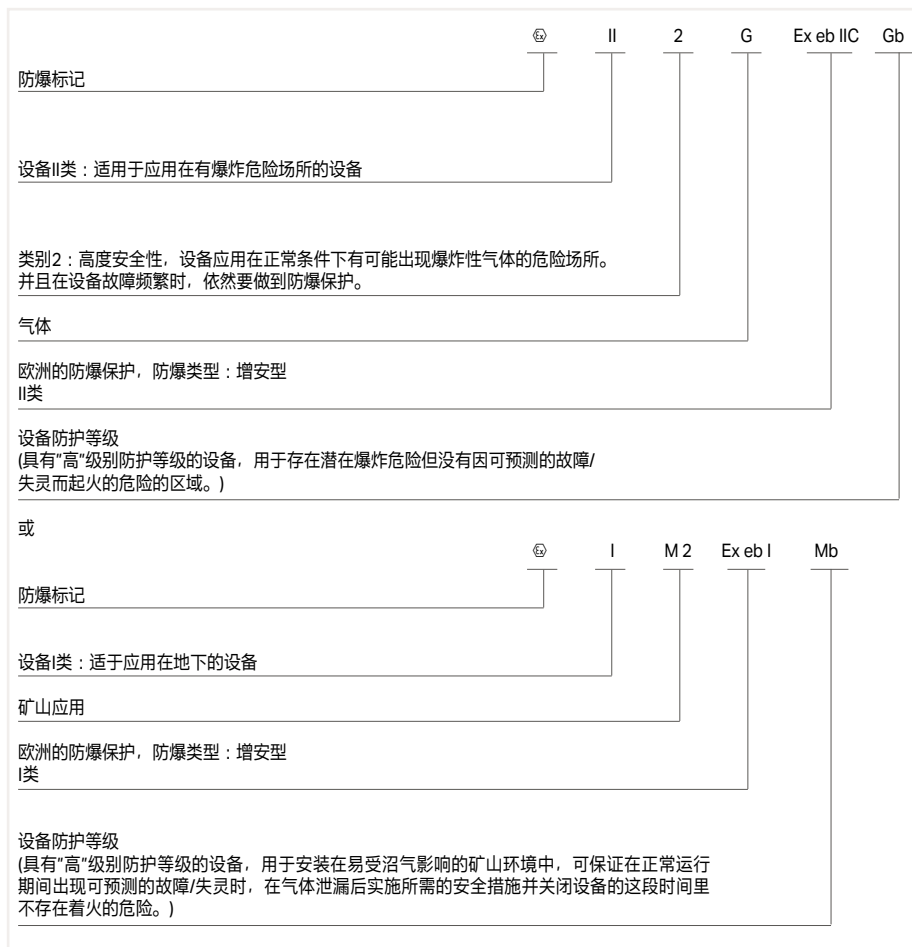 Ex II 2 G Ex eb IIC Gb
防爆标记
设备II类：适用于应用在有爆炸危险场所的设备
类别2：高度安全性，设备应用在正常条件下有可能出现爆炸性气体的危险场所。
并且在设备故障频繁时，依然要做到防爆保护。
气体
欧洲的防爆保护，防爆类型：增安型
II类
设备防护等级
(具有"高"级别防护等级的设备，用于存在潜在爆炸危险但没有因可预测的故障/
失灵而起火的危险的区域。)
或
Ex I M 2 Ex eb I Mb
防爆标记
设备I类：适于应用在地下的设备
矿山应用
欧洲的防爆保护，防爆类型：增安型
I类
设备防护等级
(具有"高"级别防护等级的设备，用于安装在易受沼气影响的矿山环境中，可保证在正常运行
期间出现可预测的故障/失灵时，在气体泄漏后实施所需的安全措施并关闭设备的这段时间里
不存在着火的危险。)